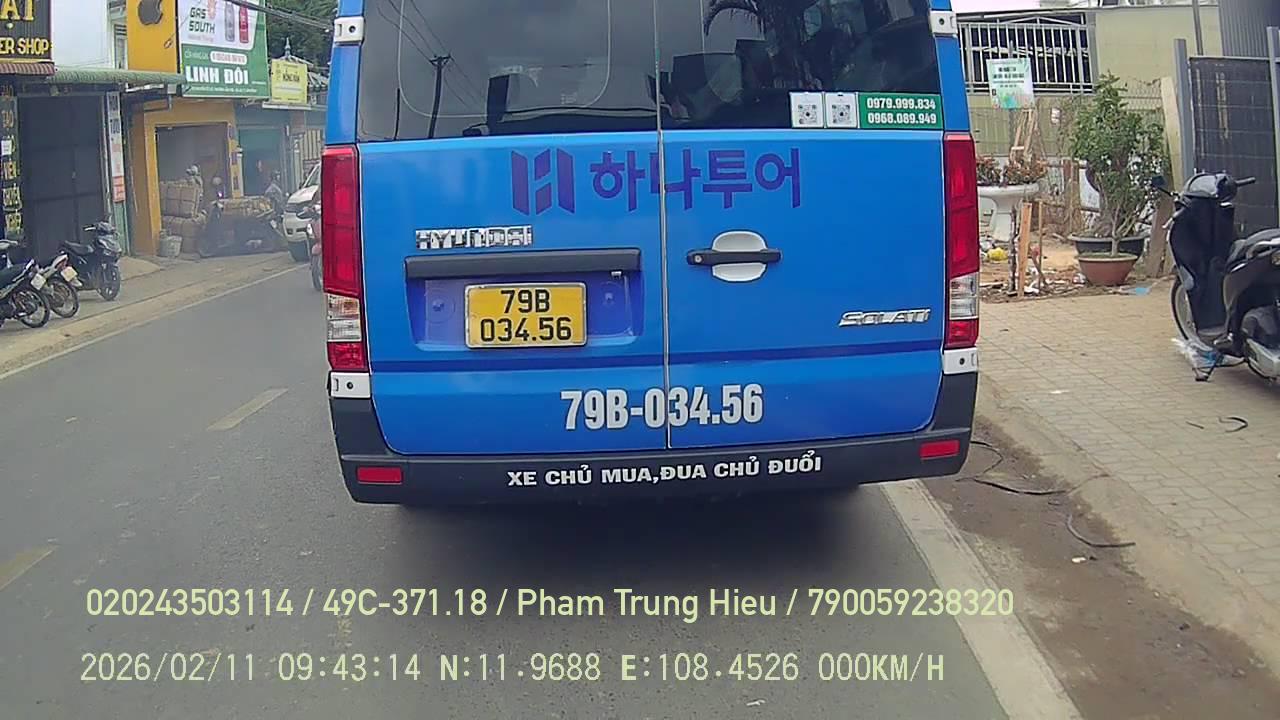 ER SHOP
GAS
SOUTH
LINH ĐÔI
0979.999.834
0968.089.949
하나투어
HYUNDAI
79B
034.56
SOLATI
79B-034.56
XE CHỦ MUA,ĐUA CHỦ ĐUỔI
020243503114 / 49C-371.18 / Pham Trung Hieu / 790059238320
2026/02/11 09:43:14 N:11.9688 E:108.4526 000KM/H